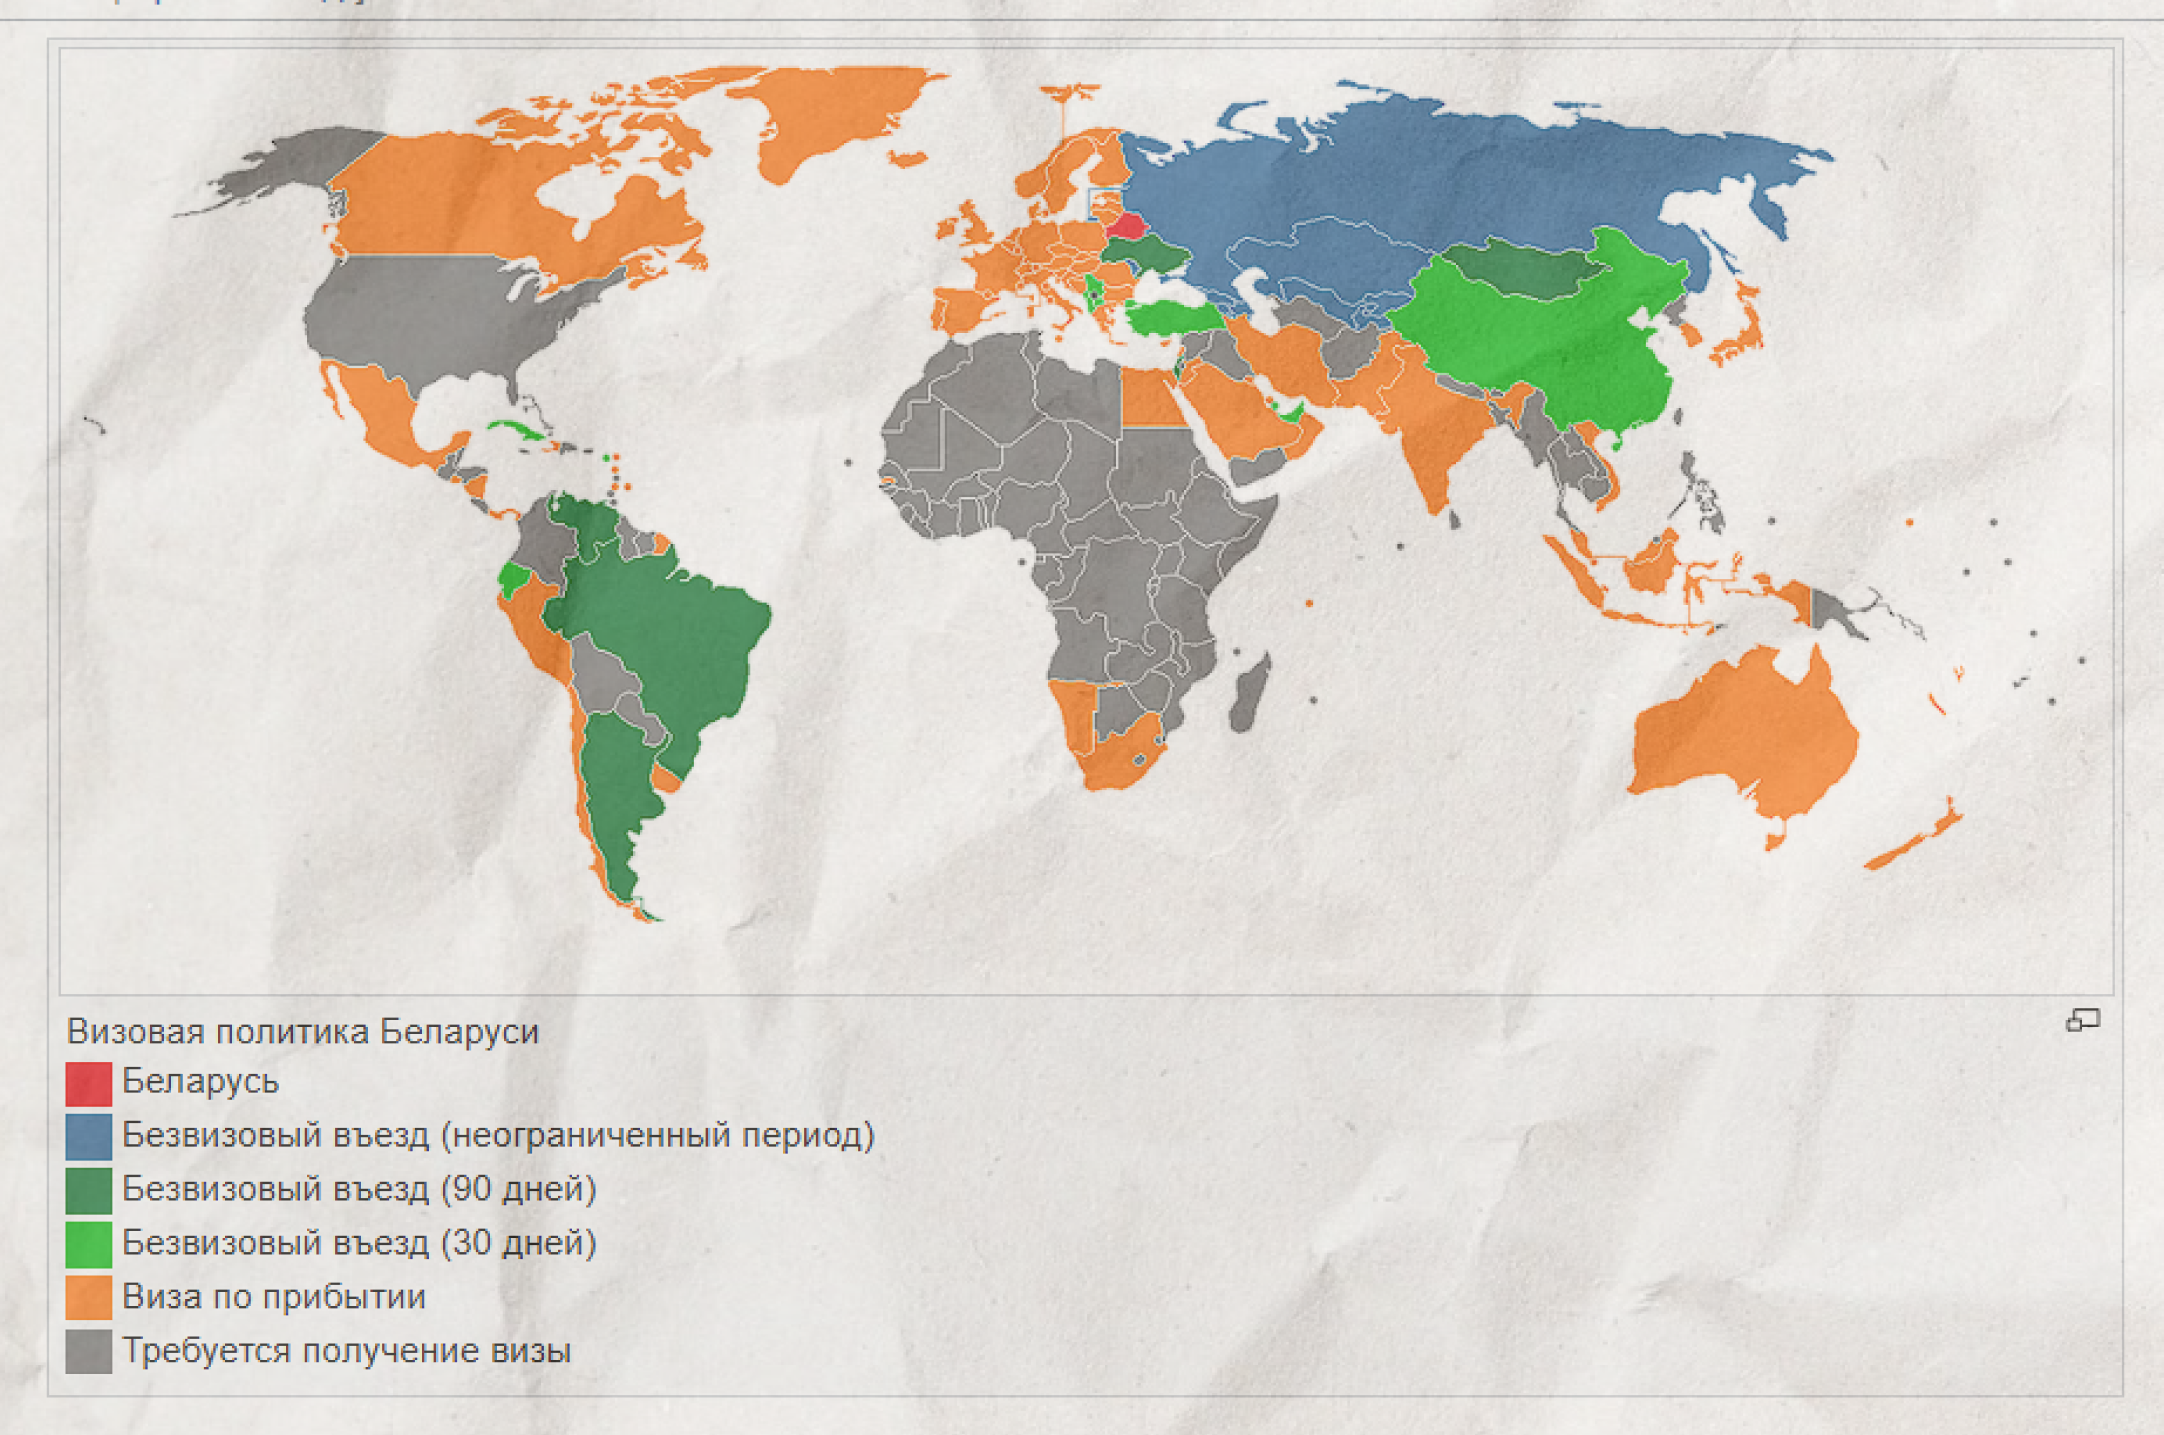 Визовая политика Беларуси
Беларусь
Безвизовый въезд (неограниченный период)
Безвизовый въезд (90 дней)
Безвизовый въезд (30 дней)
Виза по прибытии
Требуется получение визы